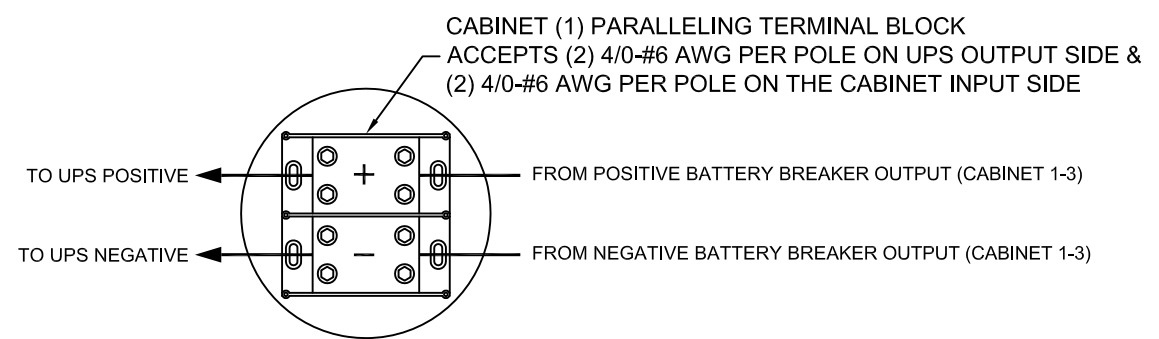 CABINET (1) PARALLELING TERMINAL BLOCK
ACCEPTS (2) 4/0-#6 AWG PER POLE ON UPS OUTPUT SIDE &
(2) 4/0-#6 AWG PER POLE ON THE CABINET INPUT SIDE
TO UPS POSITIVE
+
FROM POSITIVE BATTERY BREAKER OUTPUT (CABINET 1-3)
TO UPS NEGATIVE
-
FROM NEGATIVE BATTERY BREAKER OUTPUT (CABINET 1-3)